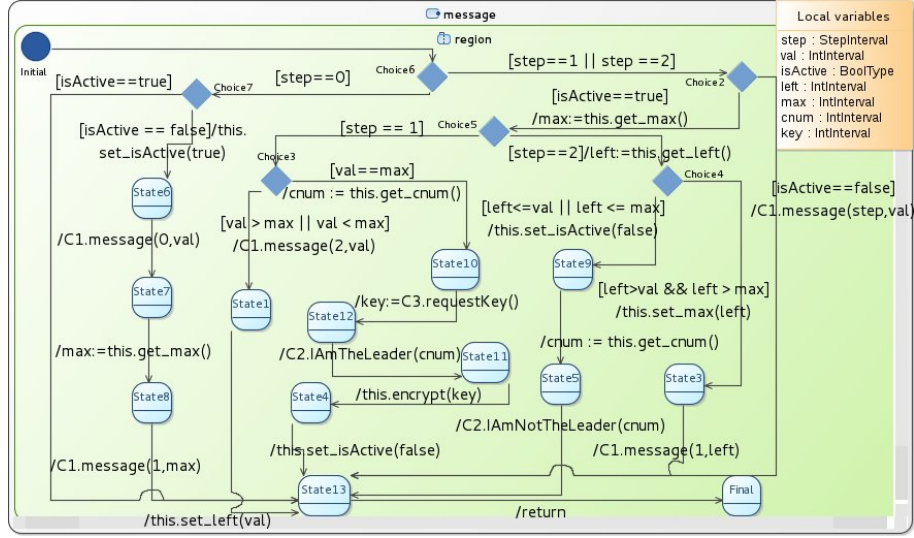 message
region
Local variables
step : StepInterval
val : IntInterval
isActive : BoolType
left : IntInterval
max : IntInterval
cnum : IntInterval
key : IntInterval
Initial
Choice6
[step==1 || step ==2]
Choice2
[isActive==true]
Choice7
[step==0]
[isActive==true]
/max:=this.get_max()
[isActive == false]/this.
set_isActive(true)
[step == 1]
Choice5
[step==2]/left:=this.get_left()
Choice3
[val==max]
/cnum := this.get_cnum()
Choice4
[isActive==false]
/C1.message(step,val)
State6
[val > max || val < max]
/C1.message(2,val)
[left<=val || left <= max]
/this.set_isActive(false)
/C1.message(0,val)
State10
State9
State7
State1
/key:=C3.requestKey()
[left>val && left > max]
/this.set_max(left)
State12
/max:=this.get_max()
/C2.IAmTheLeader(cnum)
State11
/cnum := this.get_cnum()
State8
State4
/this.encrypt(key)
State5
State3
/C2.IAmNotTheLeader(cnum)
/C1.message(1,max)
/this.set_isActive(false)
/C1.message(1,left)
State13
Final
/this.set_left(val)
/return